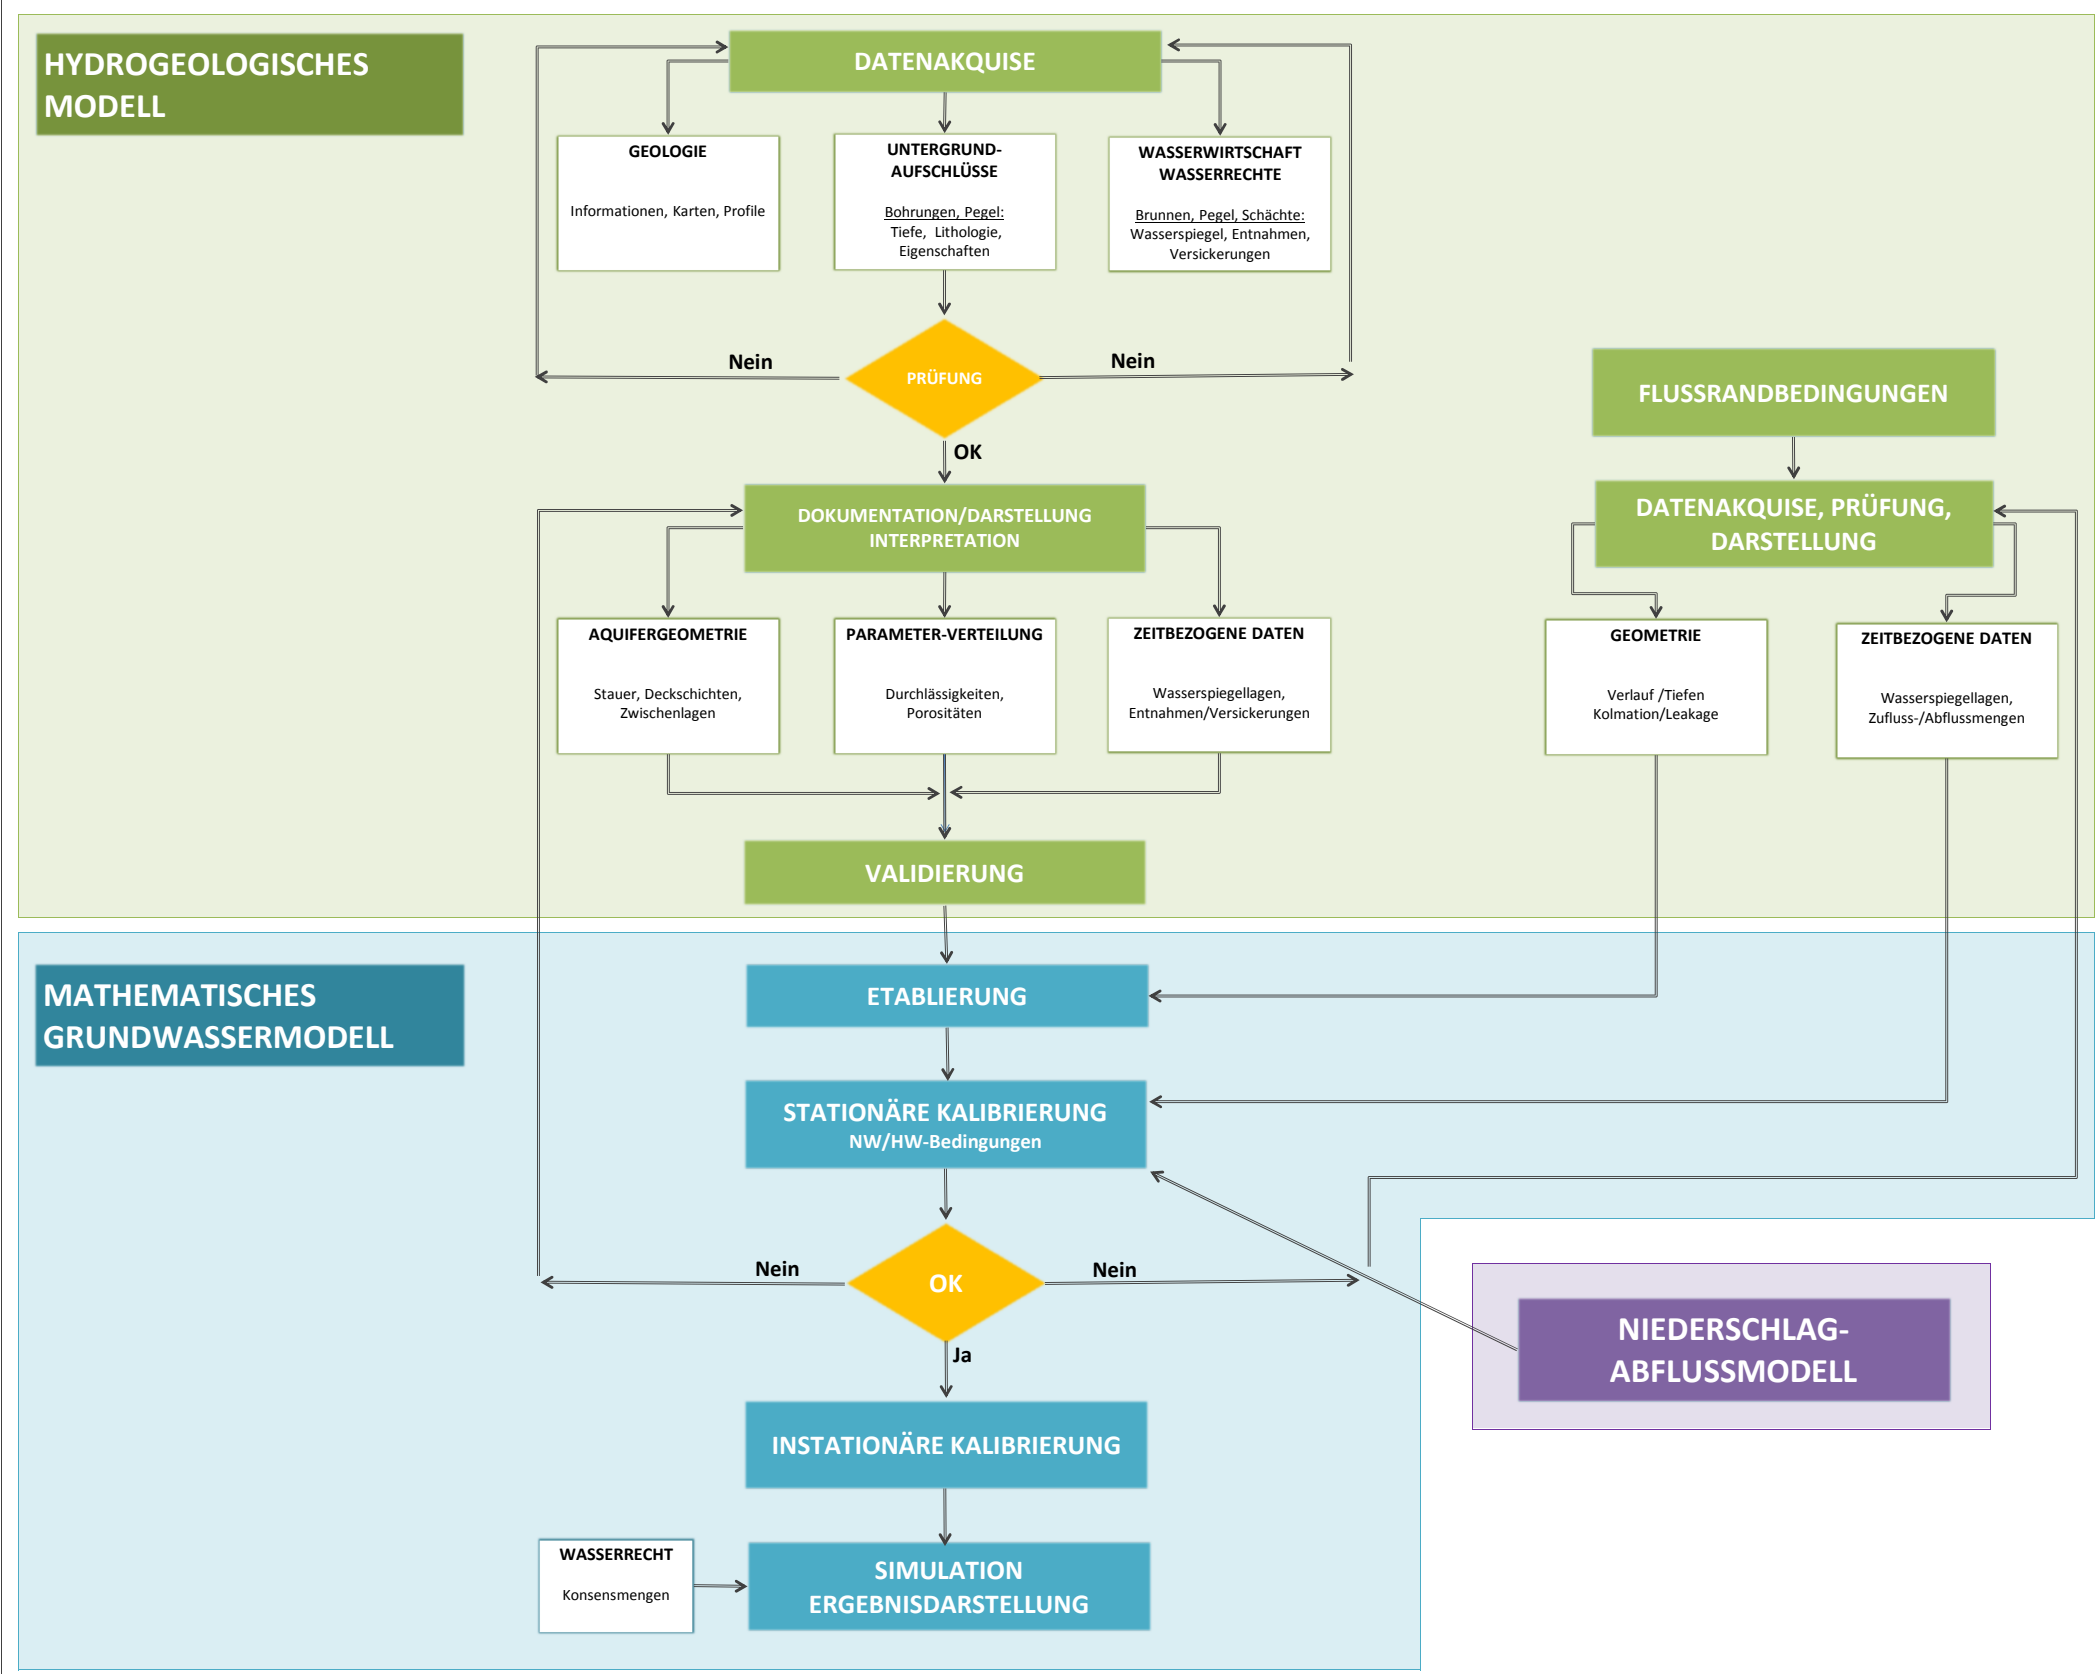 HYDROGEOLOGISCHES
MODELL
DATENAKQUISE
GEOLOGIE
Informationen, Karten, Profile
UNTERGRUND-
AUFSCHLÜSSE
Bohrungen, Pegel:
Tiefe, Lithologie,
Eigenschaften
WASSERWIRTSCHAFT
WASSERRECHTE
Brunnen, Pegel, Schächte:
Wasserspiegel, Entnahmen,
Versickerungen
Nein
PRÜFUNG
Nein
OK
FLUSSRANDBEDINGUNGEN
DOKUMENTATION/DARSTELLUNG
INTERPRETATION
DATENAKQUISE, PRÜFUNG,
DARSTELLUNG
AQUIFERGEOMETRIE
Stauer, Deckschichten,
Zwischenlagen
PARAMETER-VERTEILUNG
Durchlässigkeiten,
Porositäten
ZEITBEZOGENE DATEN
Wasserspiegellagen,
Entnahmen/Versickerungen
GEOMETRIE
Verlauf /Tiefen
Kolmation/Leakage
ZEITBEZOGENE DATEN
Wasserspiegellagen,
Zufluss-/Abflussmengen
VALIDIERUNG
MATHEMATISCHES
GRUNDWASSERMODELL
ETABLIERUNG
STATIONÄRE KALIBRIERUNG
NW/HW-Bedingungen
Nein
OK
Nein
Ja
NIEDERSCHLAG-
ABFLUSSMODELL
INSTATIONÄRE KALIBRIERUNG
WASSERRECHT
Konsensmengen
SIMULATION
ERGEBNISDARSTELLUNG